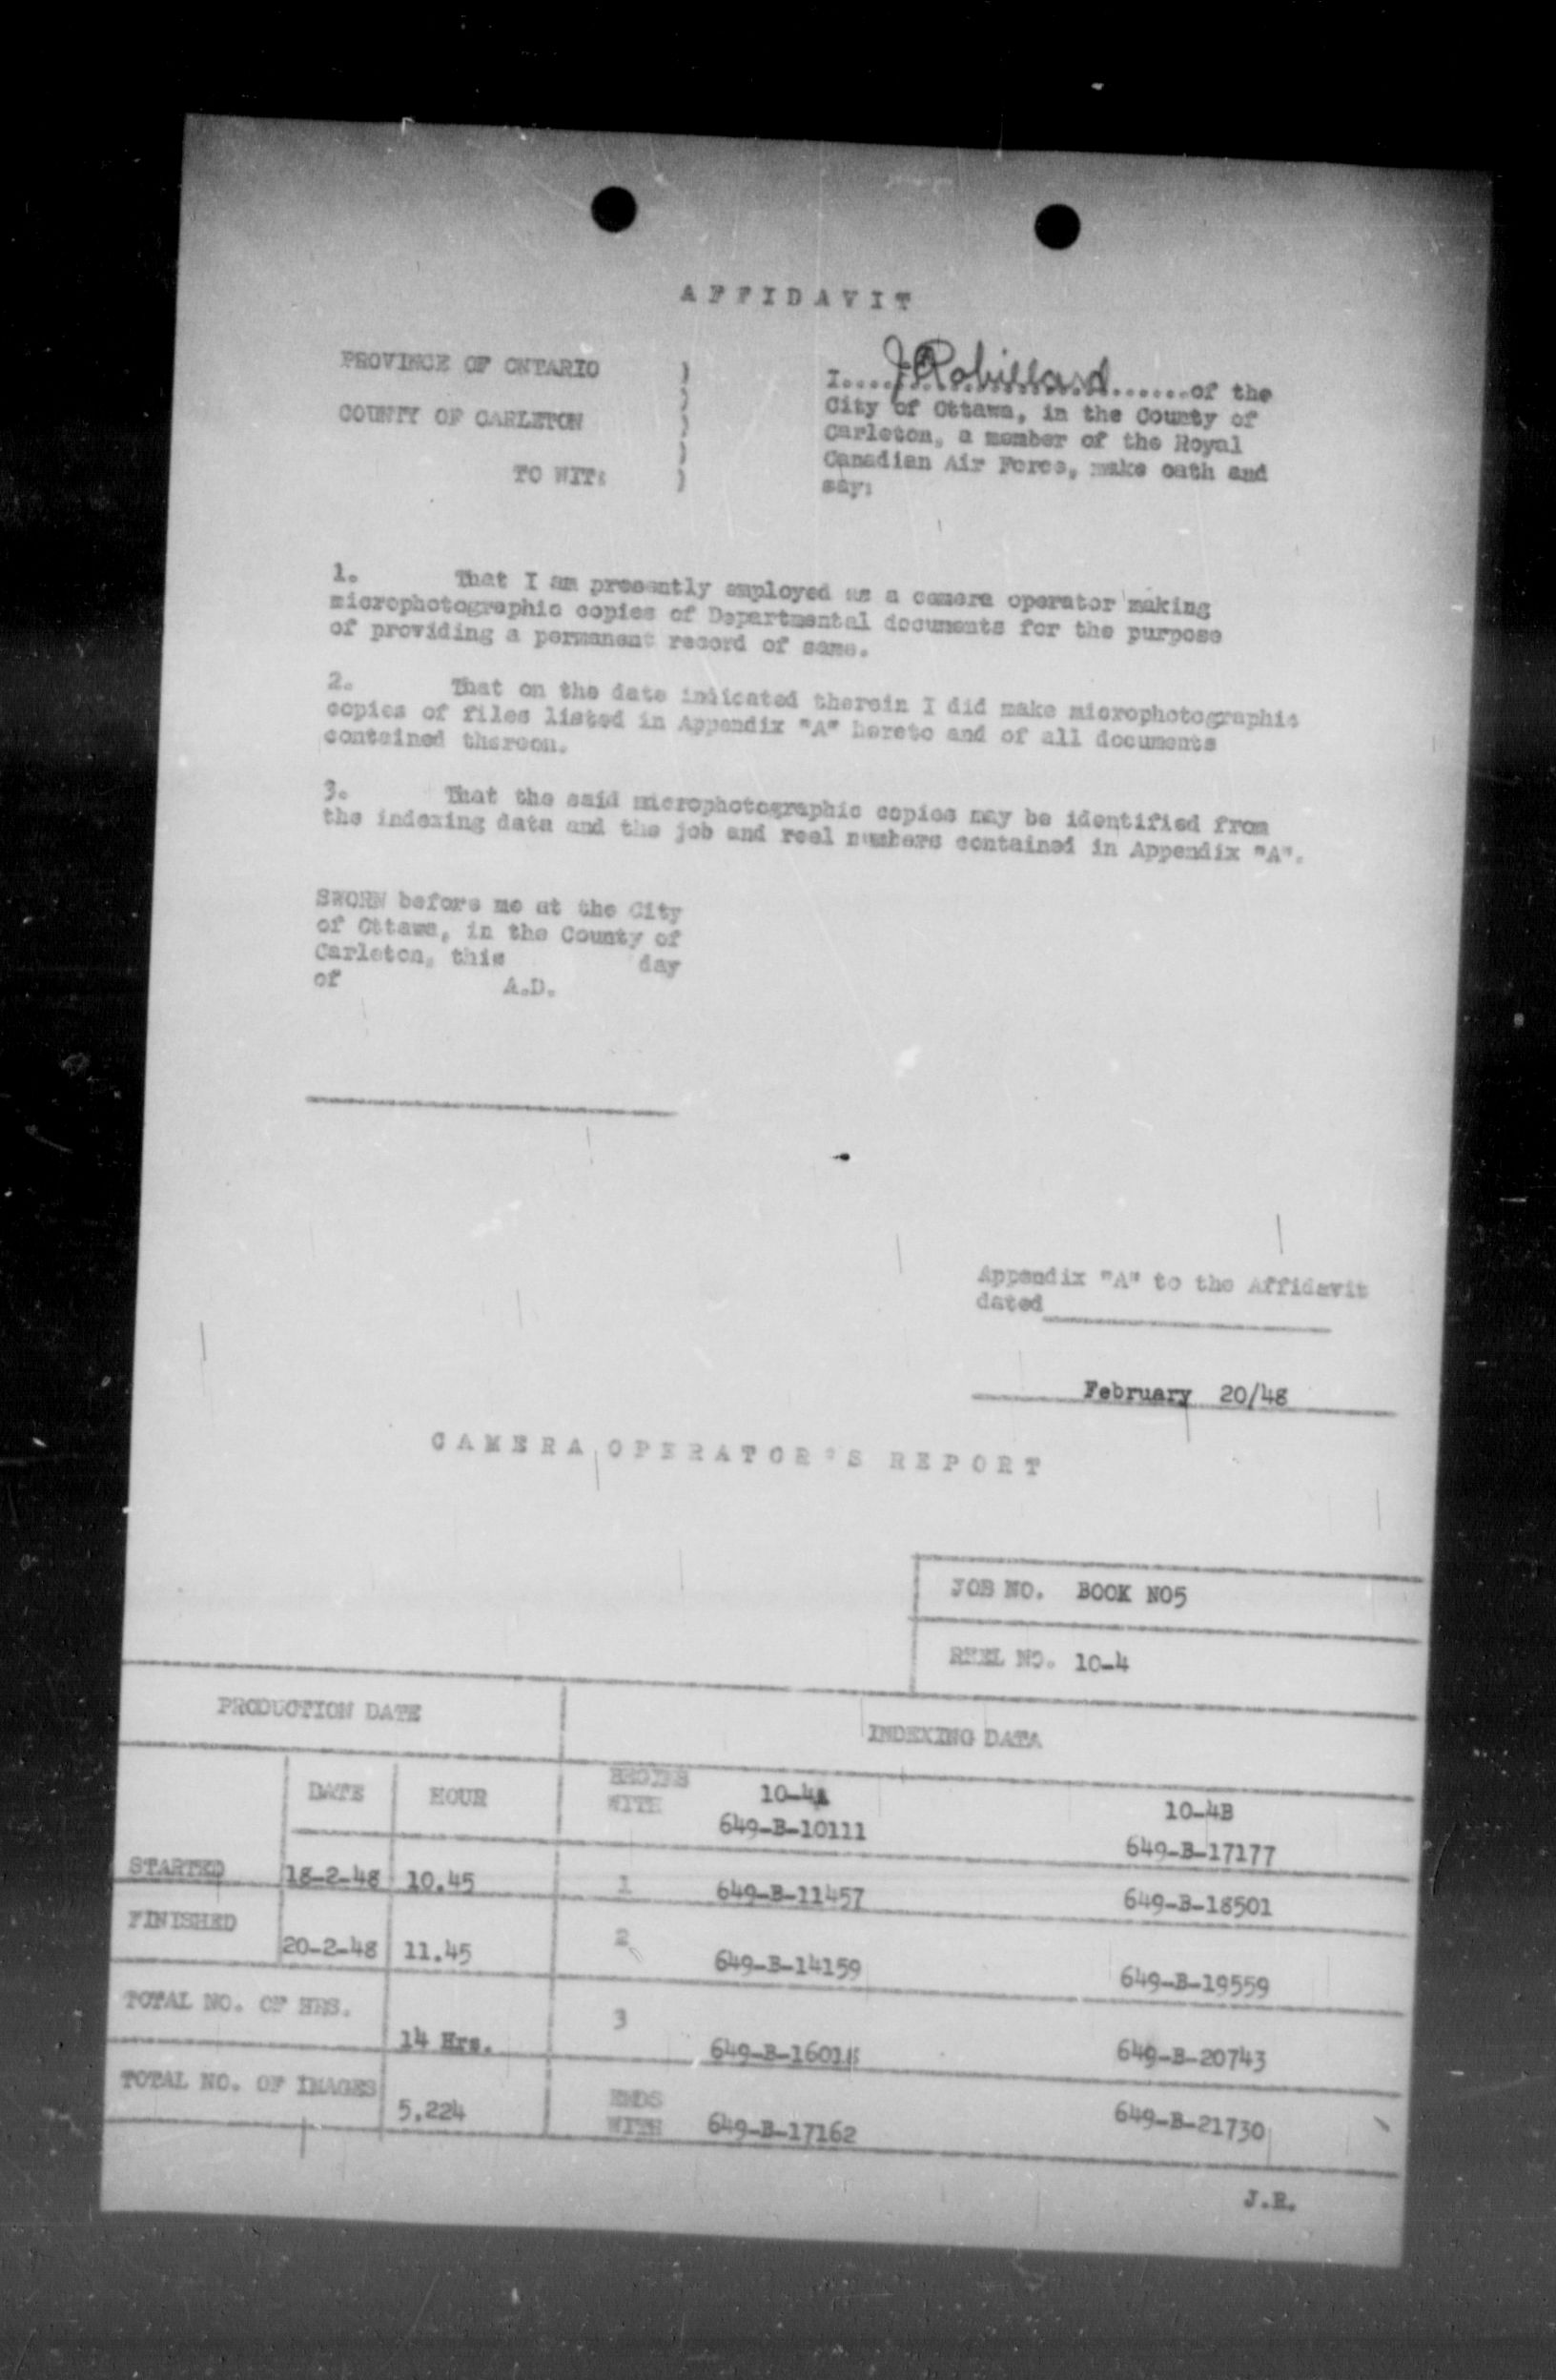 AFFIDAVIT
PROVINCE OF ONTARIO )
COUNTY OF CARLETON )
TO WIT: )
I.....J Robillard......of the
City of Ottawa, in the County of
Carleton, a member of the Royal
Canadian Air Force, make oath and
say:
1. That I am presently employed as a camera operator making
microphotographic copies of Departmental documents for the purpose
of providing a permanent record of same.
2. That on the date indicated therein I did make microphotographic
copies of files listed in Appendix "A" hereto and of all documents
contained thereon.
3. That the said microphotographic copies may be identified from
the indexing data and the job and reel numbers contained in Appendix "A".
SWORN before me at the City
of Ottawa, in the County of
Carleton, this day
of A.D.
Appendix "A" to the Affidavit
dated
February 20/48
CAMERA OPERATOR'S REPORT
JOB NO. BOOK NO5
REEL NO. 10-4
PRODUCTION DATE INDEXING DATA
DATE HOUR BEGINS WITH 10-4A 10-4B
649-B-10111 649-B-17177
STARTED 18-2-48 10.45 1 649-B-11457 649-B-18501
FINISHED 20-2-48 11.45 2 649-B-14159 649-B-19559
TOTAL NO. OF HRS. 14 Hrs. 3 649-B-20743
TOTAL NO. OF IMAGES 5,224 ENDS WITH 649-B-17162 649-B-21730
J.R.